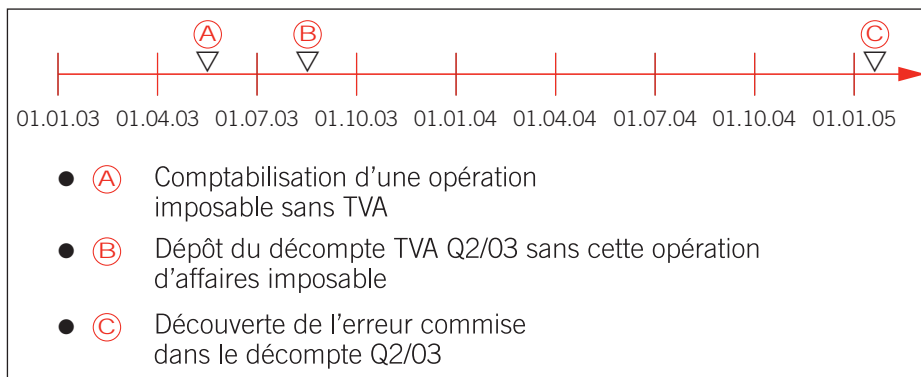 A B C
01.01.03 01.04.03 01.07.03 01.10.03 01.01.04 01.04.04 01.07.04 01.10.04 01.01.05
● A Comptabilisation d’une opération
imposable sans TVA
● B Dépôt du décompte TVA Q2/03 sans cette opération
d’affaires imposable
● C Découverte de l’erreur commise
dans le décompte Q2/03